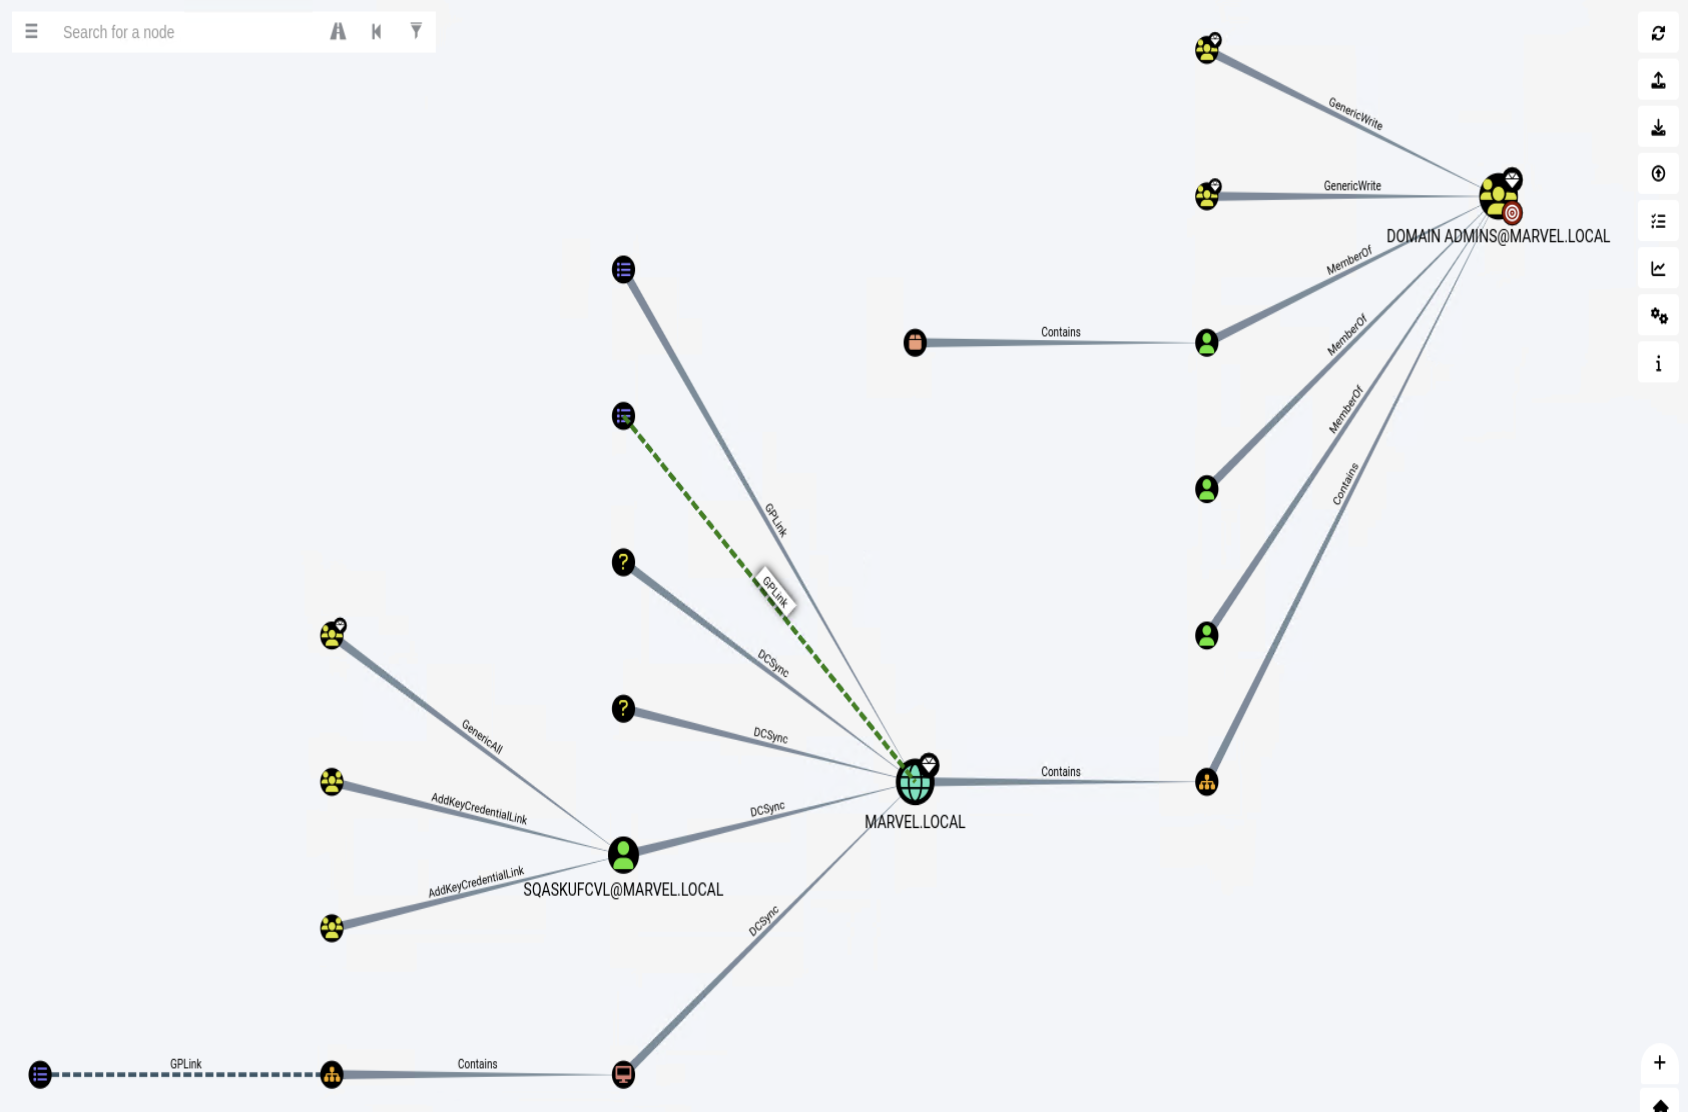 Search for a node
GenericWrite
GenericWrite
DOMAIN ADMINS@MARVEL.LOCAL
MemberOf
Contains
MemberOf
MemberOf
Contains
GPLink
GPLink
?
DCSync
?
DCSync
GenericAll
Contains
AddKeyCredentialLink
DCSync
MARVEL.LOCAL
AddKeyCredentialLink
SQASKUFCVL@MARVEL.LOCAL
DCSync
GPLink
Contains